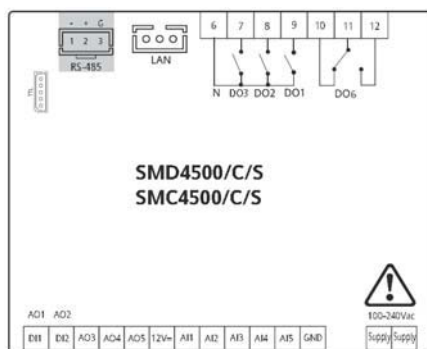 - + G
1 2 3
RS-485
LAN
6 7 8 9 10 11 12
N DO3 DO2 DO1 DO6
SMD4500/C/S
SMC4500/C/S
100-240Vac
AO1 AO2
DI1 DI2 AO3 AO4 AO5 12V= AI1 AI2 AI3 AI4 AI5 GND Supply Supply